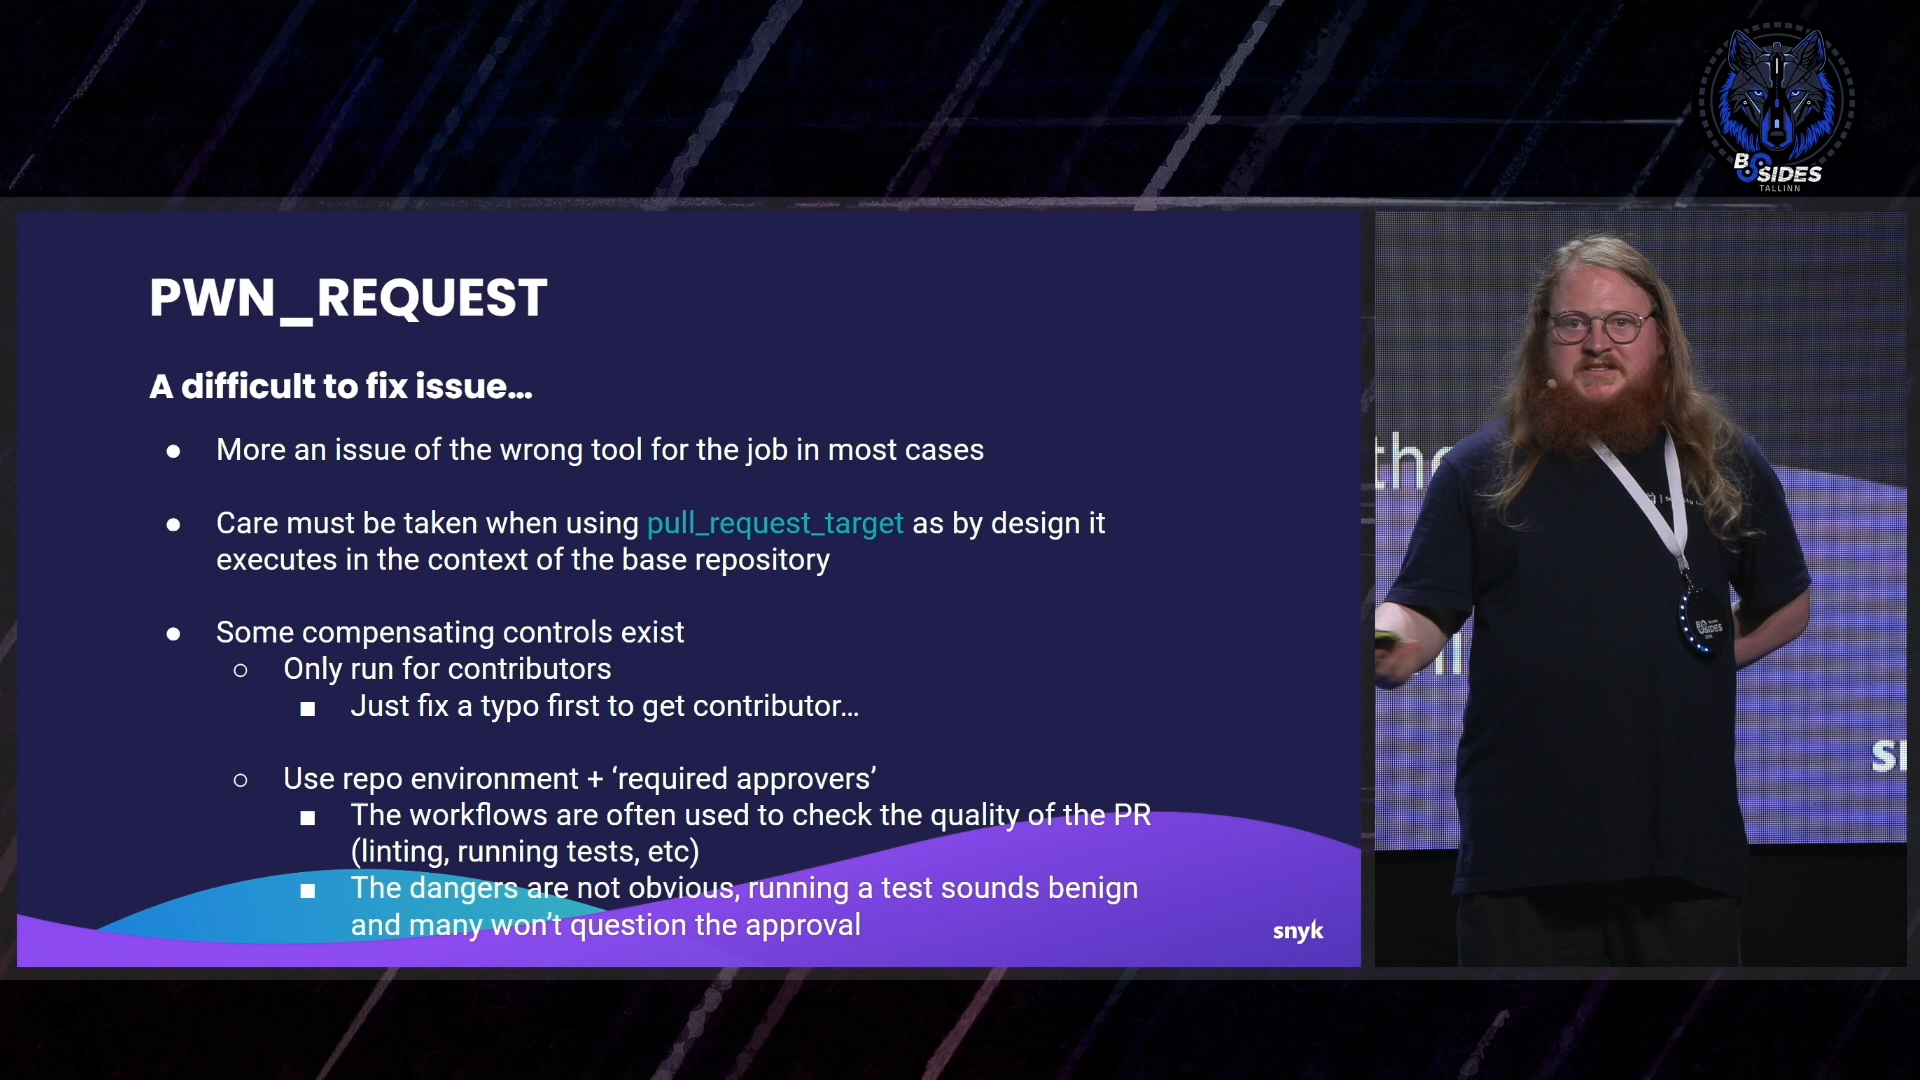 BSIDES
TALLINN
PWN_REQUEST
A difficult to fix issue…
● More an issue of the wrong tool for the job in most cases
● Care must be taken when using pull_request_target as by design it
executes in the context of the base repository
● Some compensating controls exist
○ Only run for contributors
■ Just fix a typo first to get contributor…
○ Use repo environment + ‘required approvers’
■ The workflows are often used to check the quality of the PR
(linting, running tests, etc)
■ The dangers are not obvious, running a test sounds benign
and many won’t question the approval
snyk
the
BSIDES